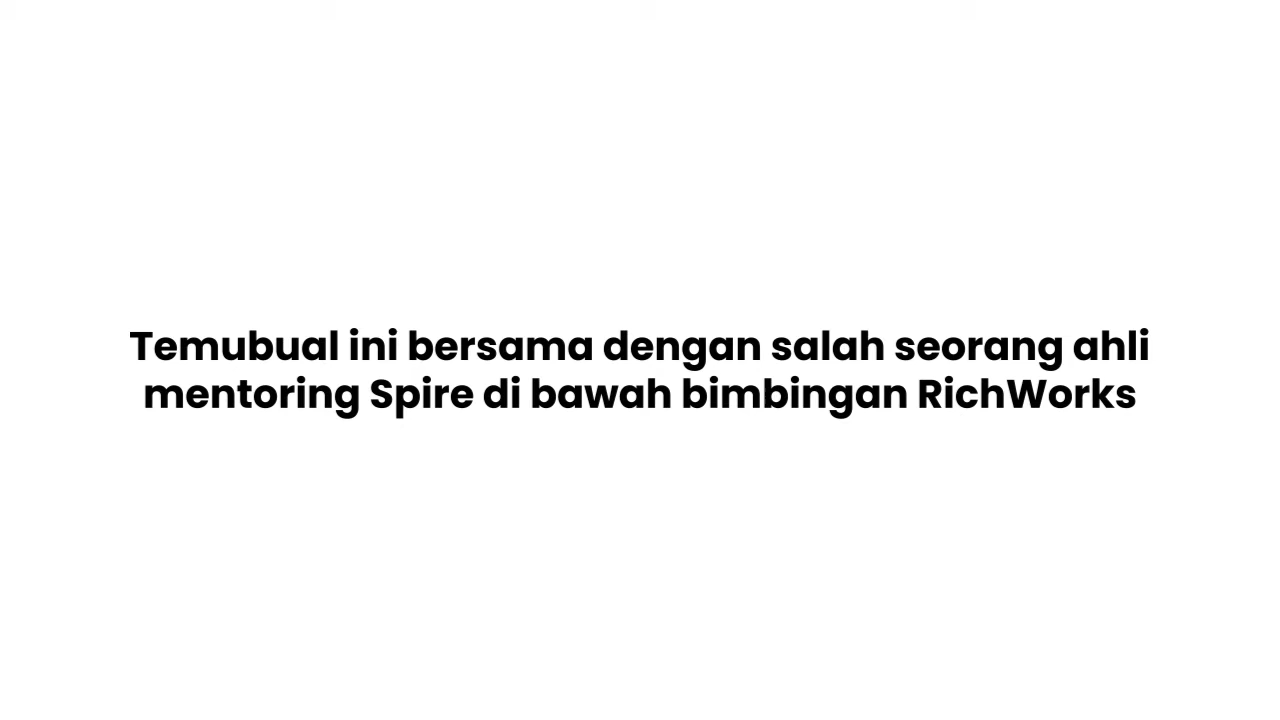 Temubual ini bersama dengan salah seorang ahli
mentoring Spire di bawah bimbingan RichWorks